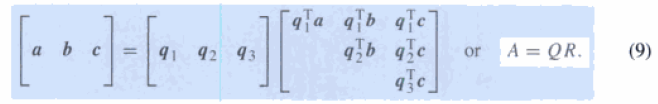 [a b c] = [q₁ q₂ q₃] [q₁ᵀa q₁ᵀb q₁ᵀc
q₂ᵀb q₂ᵀc
q₃ᵀc] or A = QR. (9)